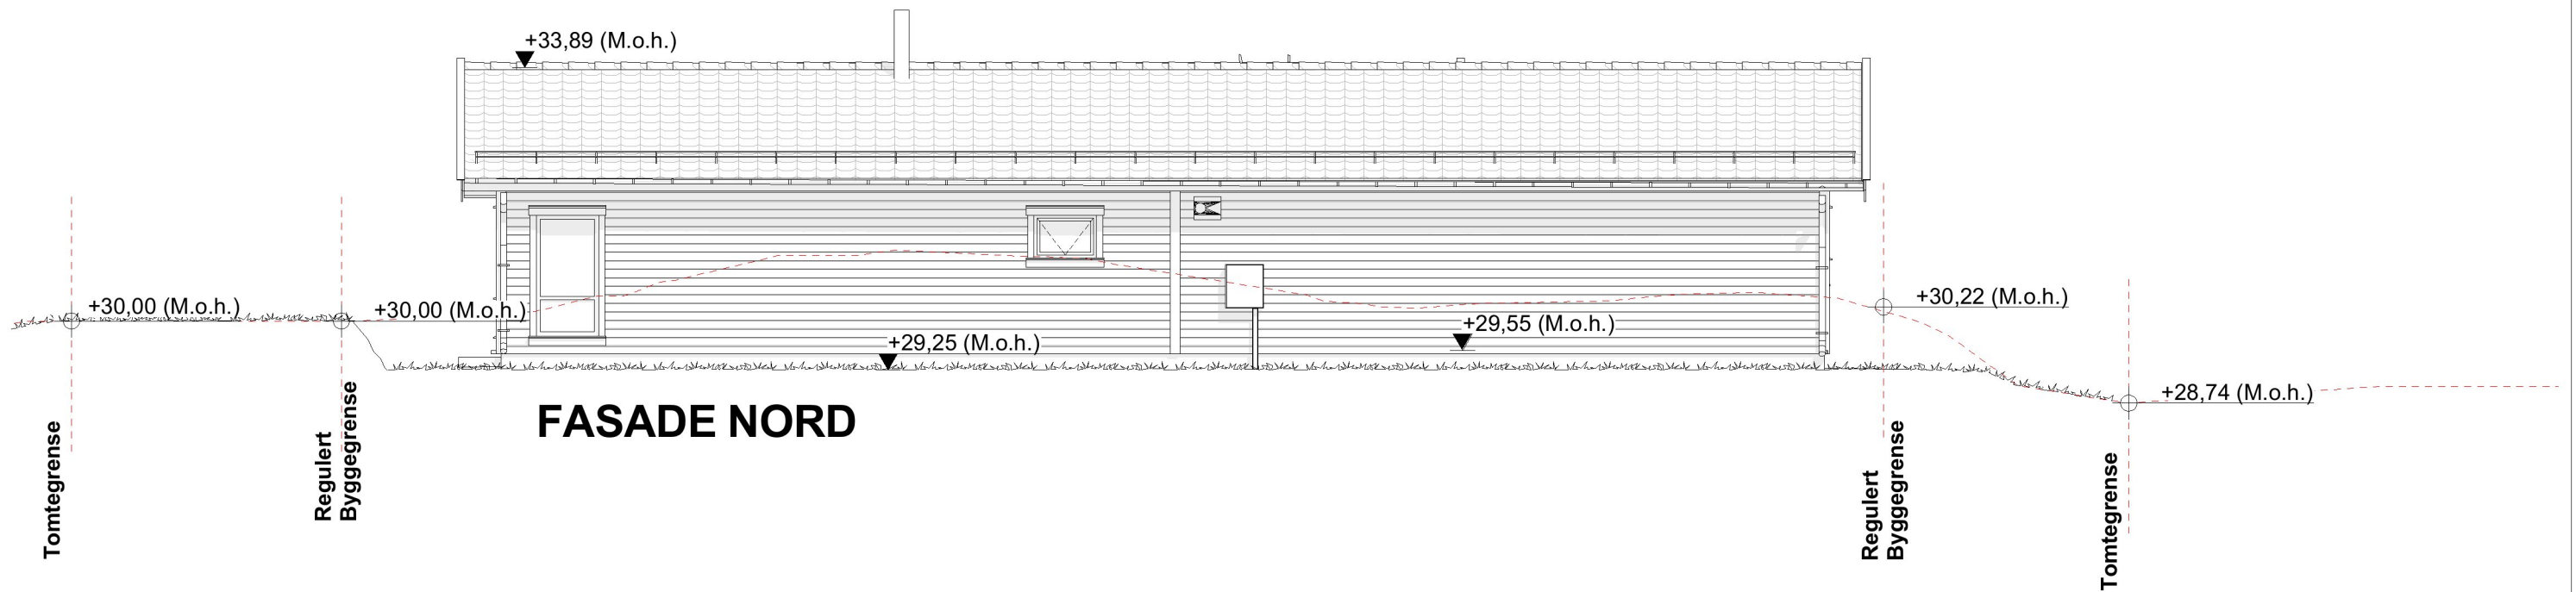 +33,89 (M.o.h.)
+30,00 (M.o.h.)
+30,00 (M.o.h.)
+30,22 (M.o.h.)
+29,55 (M.o.h.)
+29,25 (M.o.h.)
+28,74 (M.o.h.)
FASADE NORD
Tomtegrense
Regulert
Byggegrense
Regulert
Byggegrense
Tomtegrense